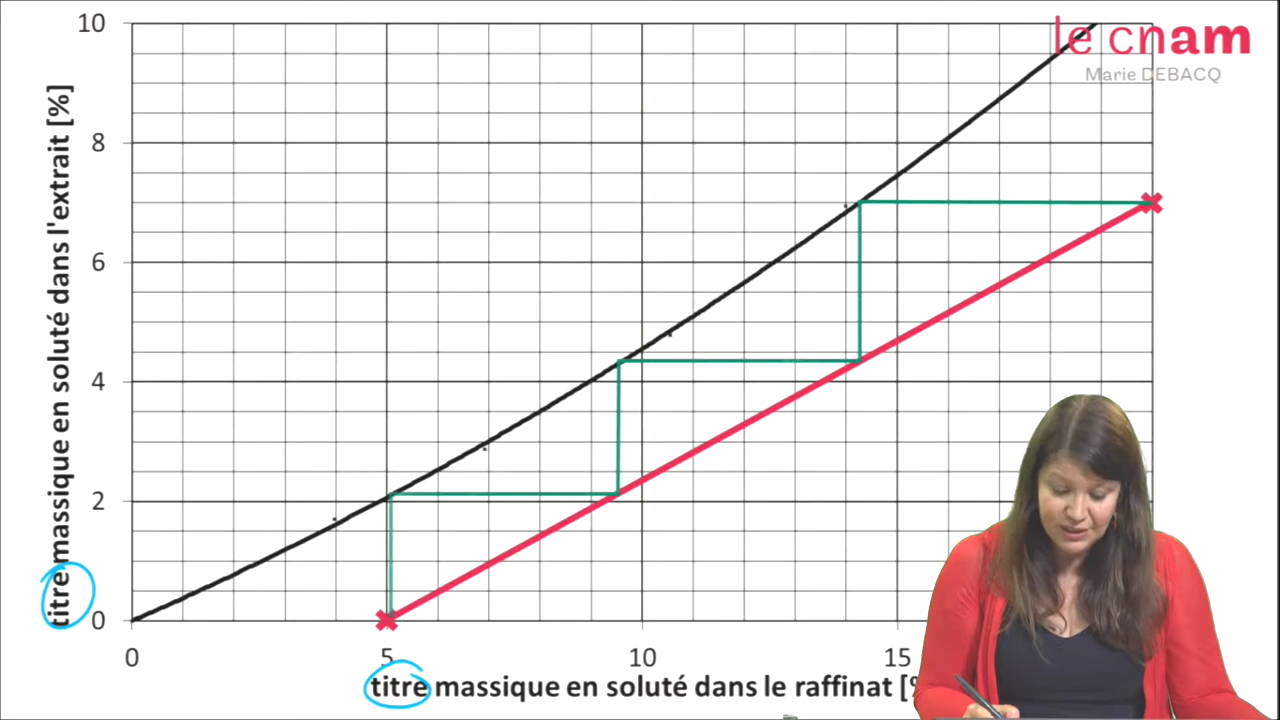 10
le cnam
Marie DEBACQ
titre massique en soluté dans l'extrait [%]
8
6
4
2
0
0
5
10
15
titre massique en soluté dans le raffinat [